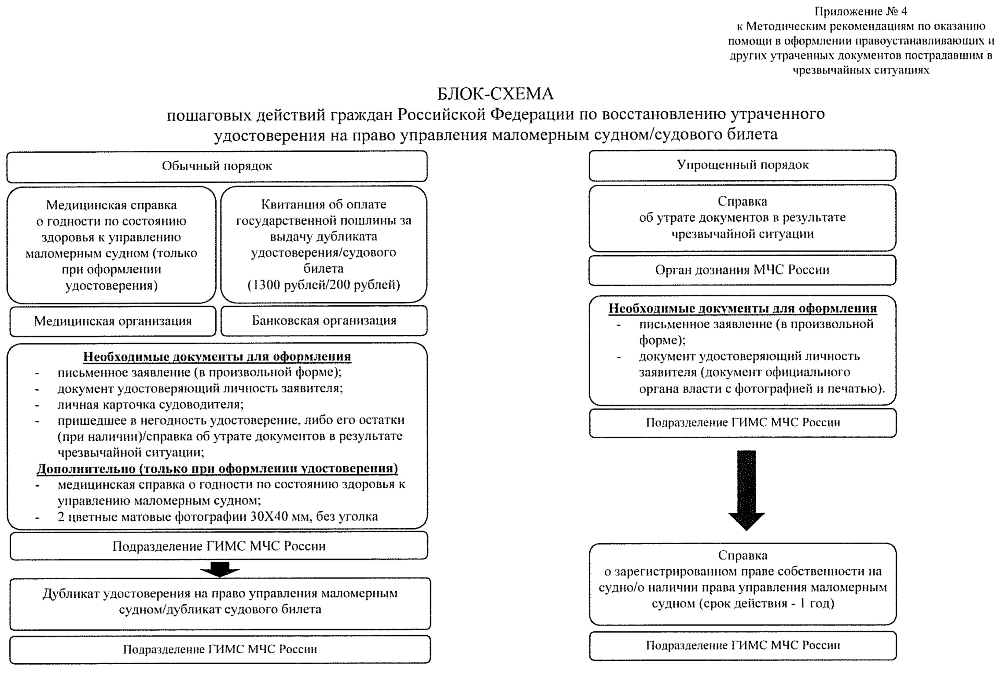 Приложение № 4
к Методическим рекомендациям по оказанию
помощи в оформлении правоустанавливающих и
других утраченных документов пострадавшим в
чрезвычайных ситуациях
БЛОК-СХЕМА
пошаговых действий граждан Российской Федерации по восстановлению утраченного
удостоверения на право управления маломерным судном/судового билета
Обычный порядок
Медицинская справка
о годности по состоянию
здоровья к управлению
маломерным судном (только
при оформлении
удостоверения)
Квитанция об оплате
государственной пошлины за
выдачу дубликата
удостоверения/судового
билета
(1300 рублей/200 рублей)
Медицинская организация
Банковская организация
Необходимые документы для оформления
- письменное заявление (в произвольной форме);
- документ удостоверяющий личность заявителя;
- личная карточка судоводителя;
- пришедшее в негодность удостоверение, либо его остатки
(при наличии)/справка об утрате документов в результате
чрезвычайной ситуации;
Дополнительно (только при оформлении удостоверения)
- медицинская справка о годности по состоянию здоровья к
управлению маломерным судном;
- 2 цветные матовые фотографии 30Х40 мм, без уголка
Подразделение ГИМС МЧС России
Дубликат удостоверения на право управления маломерным
судном/дубликат судового билета
Подразделение ГИМС МЧС России
Упрощенный порядок
Справка
об утрате документов в результате
чрезвычайной ситуации
Орган дознания МЧС России
Необходимые документы для оформления
- письменное заявление (в произвольной
форме);
- документ удостоверяющий личность
заявителя (документ официального
органа власти с фотографией и печатью).
Подразделение ГИМС МЧС России
Справка
о зарегистрированном праве собственности на
судно/о наличии права управления маломерным
судном (срок действия - 1 год)
Подразделение ГИМС МЧС России